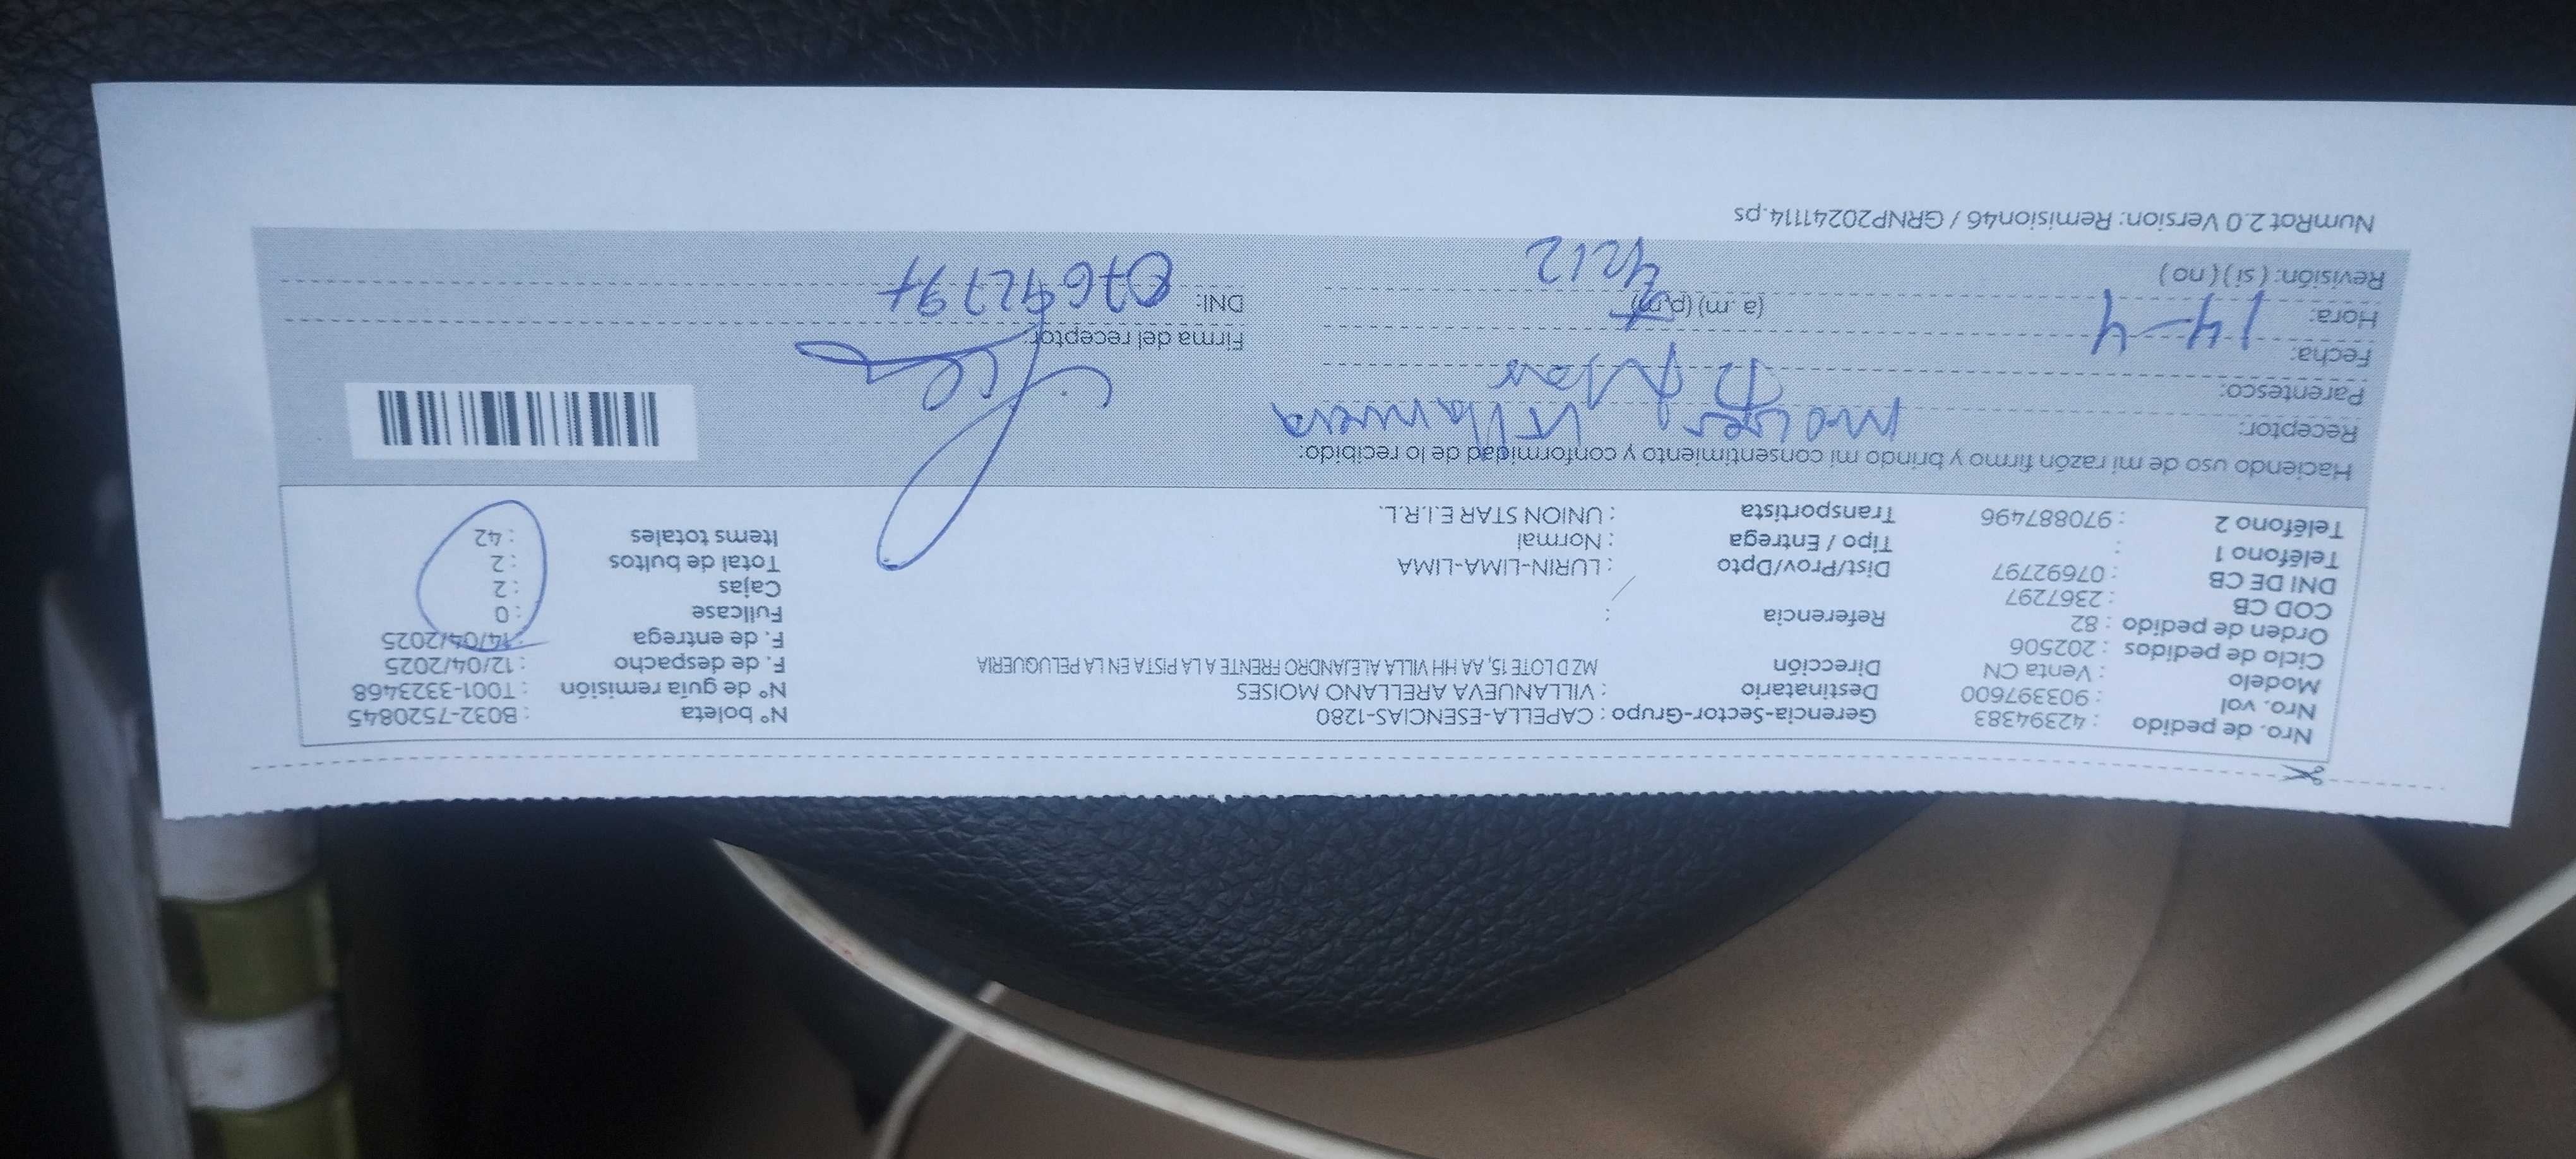 Nro. de pedido : 42394383 Gerencia-Sector-Grupo : CAPELLA-ESENCIAS-1280 N° boleta : B032-7520845
Nro. vol : 903397600 Destinatario : VILLANUEVA ARELLANO MOISES N° de guía remisión : T001-3323468
Modelo : Venta CN Dirección MZ D LOTE 15, AA HH VILLA ALEJANDRO FRENTE A LA PISTA EN LA PELUQUERIA F. de despacho : 12/04/2025
Ciclo de pedidos : 202506 F. de entrega : 14/04/2025
Orden de pedido : 82 Referencia : Fullcase : 0
COD CB : 2367297 Cajas : 2
DNI DE CB : 07692797 Dist/Prov/Dpto : LURIN-LIMA-LIMA Total de bultos : 2
Teléfono 1 : Tipo / Entrega : Normal Items totales : 42
Teléfono 2 : 970887496 Transportista : UNION STAR E.I.R.L.
Haciendo uso de mi razón firmo y brindo mi consentimiento y conformidad de lo recibido:
Receptor: Moises Villanueva
Parentesco:
Fecha: 14-4 Firma del receptor:
Hora: (a.m) (p.m) DNI: 07692797
Revisión: (si) (no) 4212
NumRot 2.0 Version: Remision46 / GRNP20241114.ps